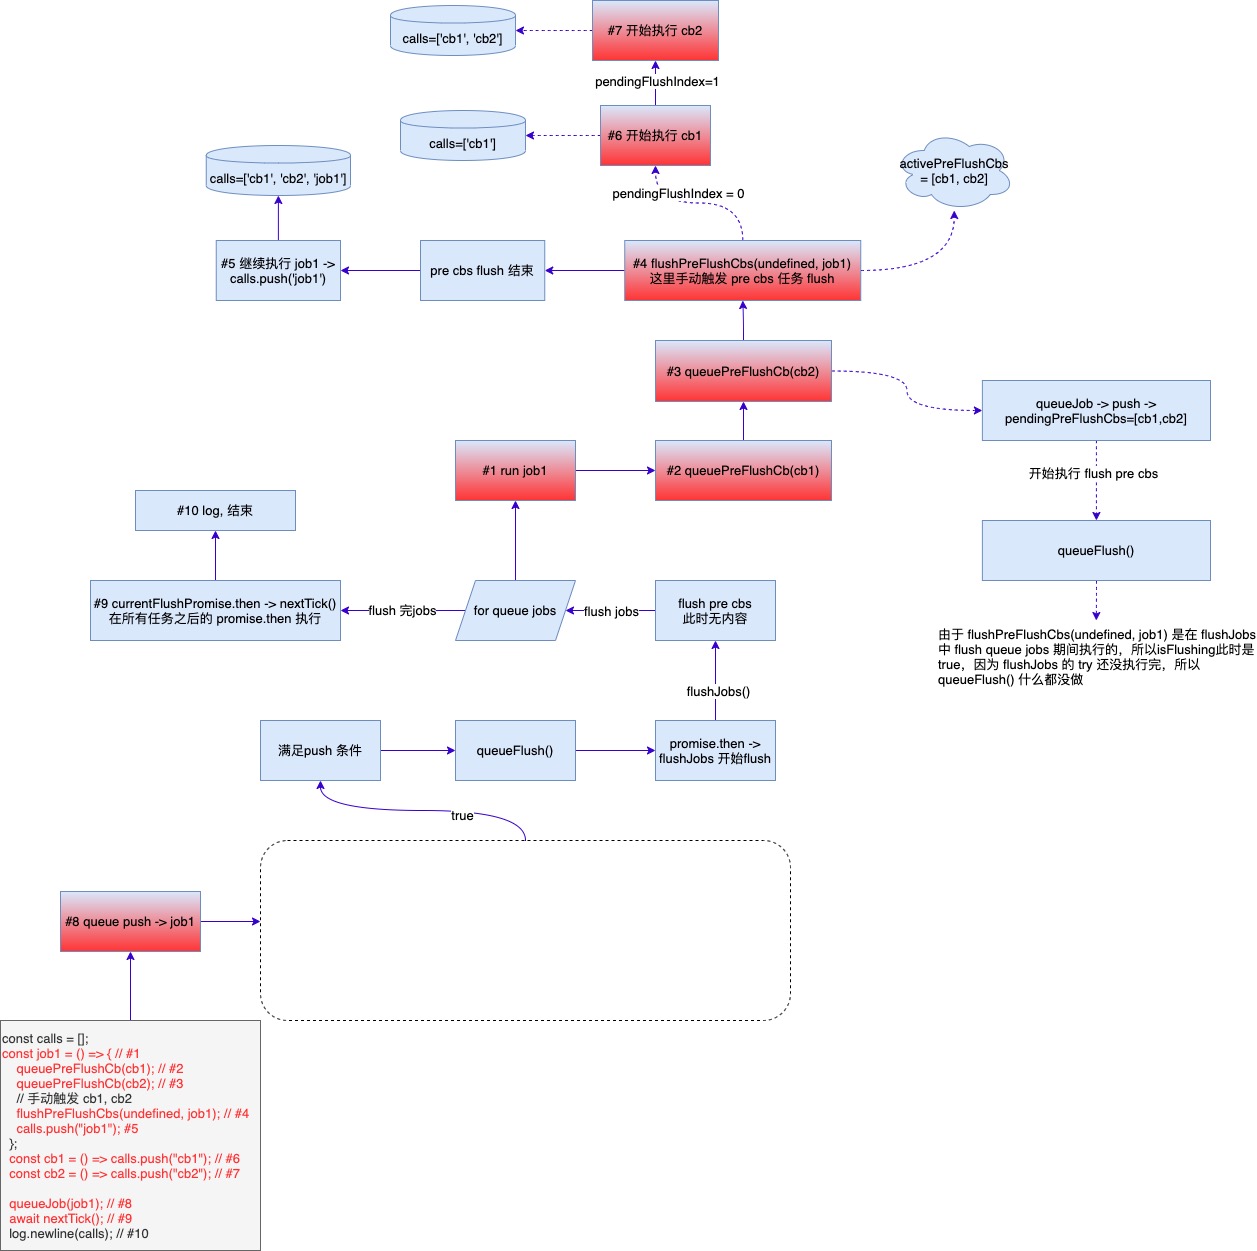 #7 开始执行 cb2
calls=['cb1', 'cb2']
pendingFlushIndex=1
#6 开始执行 cb1
calls=['cb1']
activePreFlushCbs
= [cb1, cb2]
calls=['cb1', 'cb2', 'job1']
pendingFlushIndex = 0
#5 继续执行 job1 ->
calls.push('job1')
pre cbs flush 结束
#4 flushPreFlushCbs(undefined, job1)
这里手动触发 pre cbs 任务 flush
#3 queuePreFlushCb(cb2)
queueJob -> push ->
pendingPreFlushCbs=[cb1,cb2]
#1 run job1
#2 queuePreFlushCb(cb1)
开始执行 flush pre cbs
#10 log, 结束
queueFlush()
#9 currentFlushPromise.then -> nextTick()
在所有任务之后的 promise.then 执行
flush 完jobs
for queue jobs
flush jobs
flush pre cbs
此时无内容
由于 flushPreFlushCbs(undefined, job1) 是在 flushJobs
中 flush queue jobs 期间执行的，所以isFlushing此时是
true，因为 flushJobs 的 try 还没执行完，所以
queueFlush() 什么都没做
flushJobs()
满足push 条件
queueFlush()
promise.then ->
flushJobs 开始flush
true
#8 queue push -> job1
const calls = [];
const job1 = () => { // #1
queuePreFlushCb(cb1); // #2
queuePreFlushCb(cb2); // #3
// 手动触发 cb1, cb2
flushPreFlushCbs(undefined, job1); // #4
calls.push("job1"); #5
};
const cb1 = () => calls.push("cb1"); // #6
const cb2 = () => calls.push("cb2"); // #7
queueJob(job1); // #8
await nextTick(); // #9
log.newline(calls); // #10